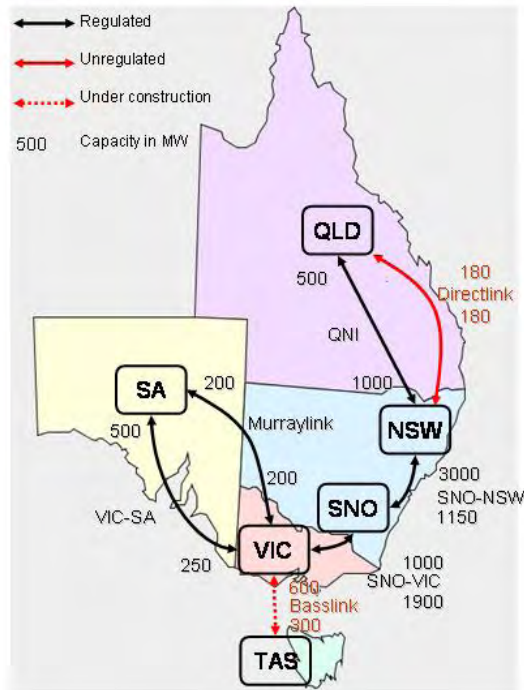 Regulated
Unregulated
Under construction
500 Capacity in MW
QLD
500
180
Directlink
180
QNI
1000
SA
200
NSW
500
Murraylink
3000
SNO-NSW
1150
200
SNO
VIC-SA
VIC
250
1000
SNO-VIC
1900
600
Basslink
300
TAS